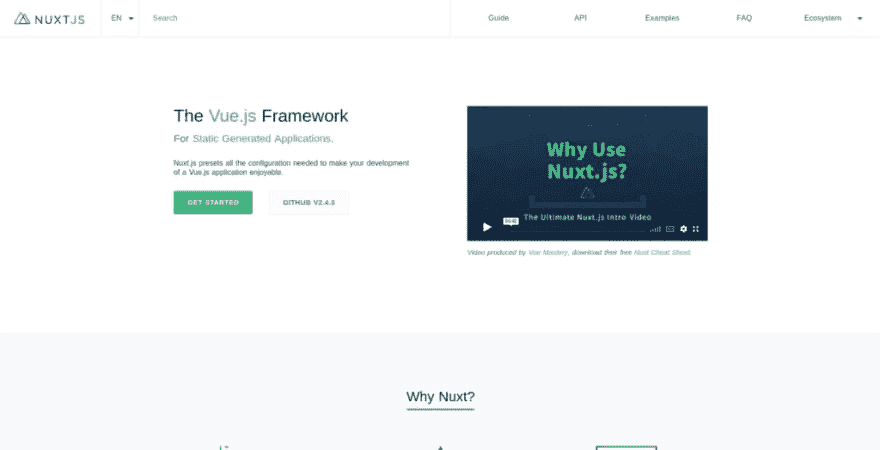 NUXTJS
EN
Search
Guide
API
Examples
FAQ
Ecosystem
The Vue.js Framework
For Static Generated Applications.
Nuxt.js presets all the configuration needed to make your development
of a Vue.js application enjoyable.
GET STARTED
GITHUB V2.4.3
Why Use
Nuxt.js?
The Ultimate Nuxt.js Intro Video
Video produced by Vue Mastery, download their free Nuxt Cheat Sheet.
Why Nuxt?